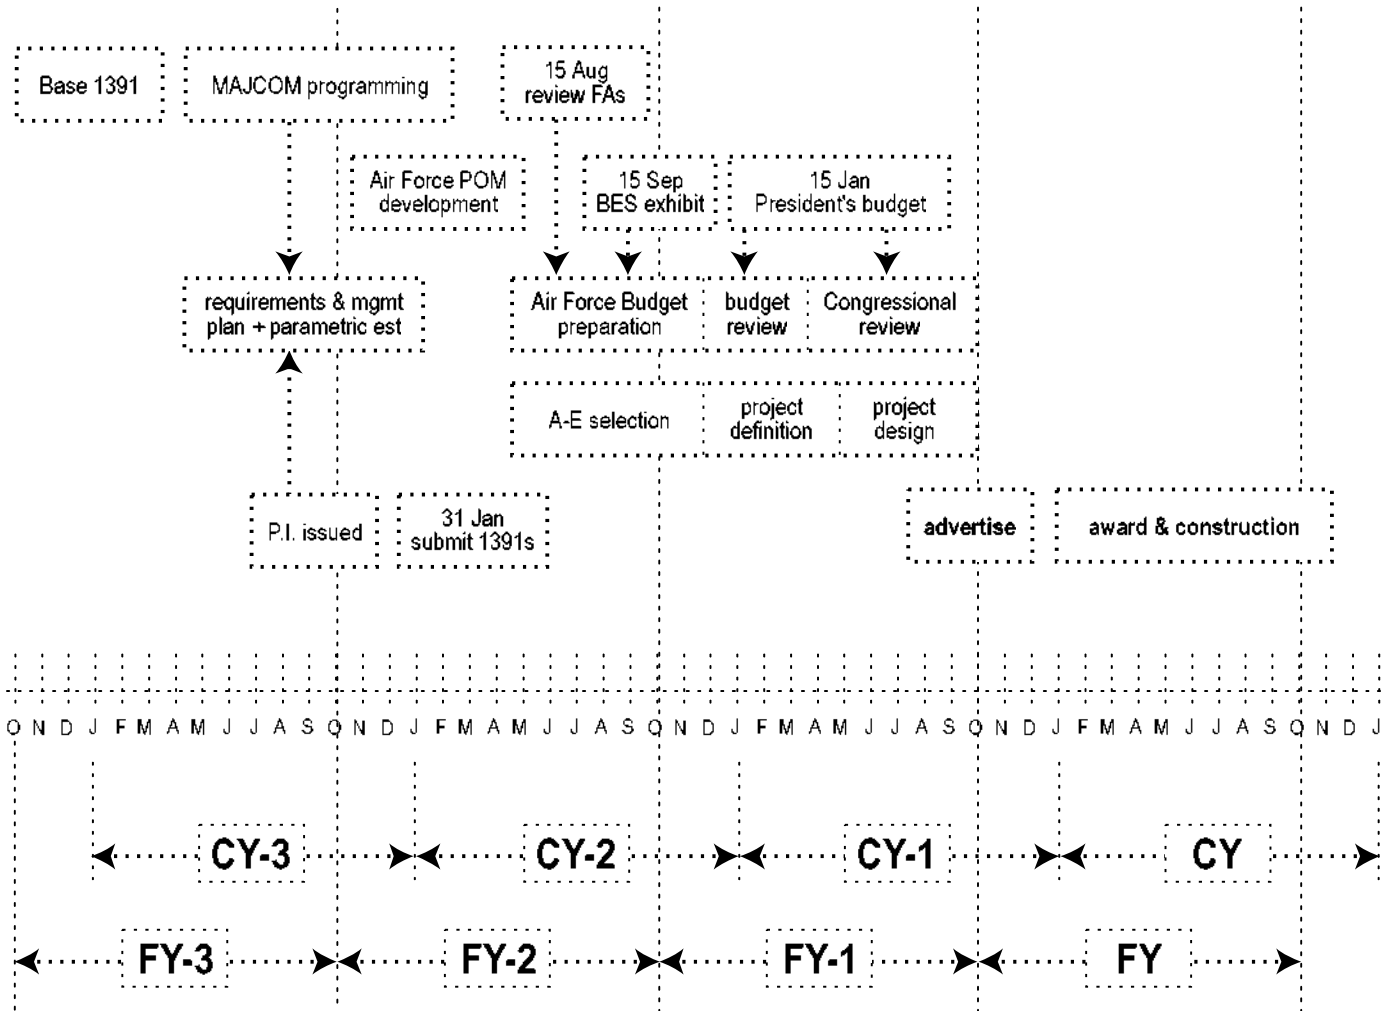 Base 1391
MAJCOM programming
15 Aug
review FAs
Air Force POM
development
15 Sep
BES exhibit
15 Jan
President's budget
requirements & mgmt
plan + parametric est
Air Force Budget
preparation
budget
review
Congressional
review
A-E selection
project
definition
project
design
P.I. issued
31 Jan
submit 1391s
advertise
award & construction
O N D J F M A M J J A S O N D J F M A M J J A S O N D J F M A M J J A S O N D J F M A M J J A S O N D J
CY-3 CY-2 CY-1 CY
FY-3 FY-2 FY-1 FY